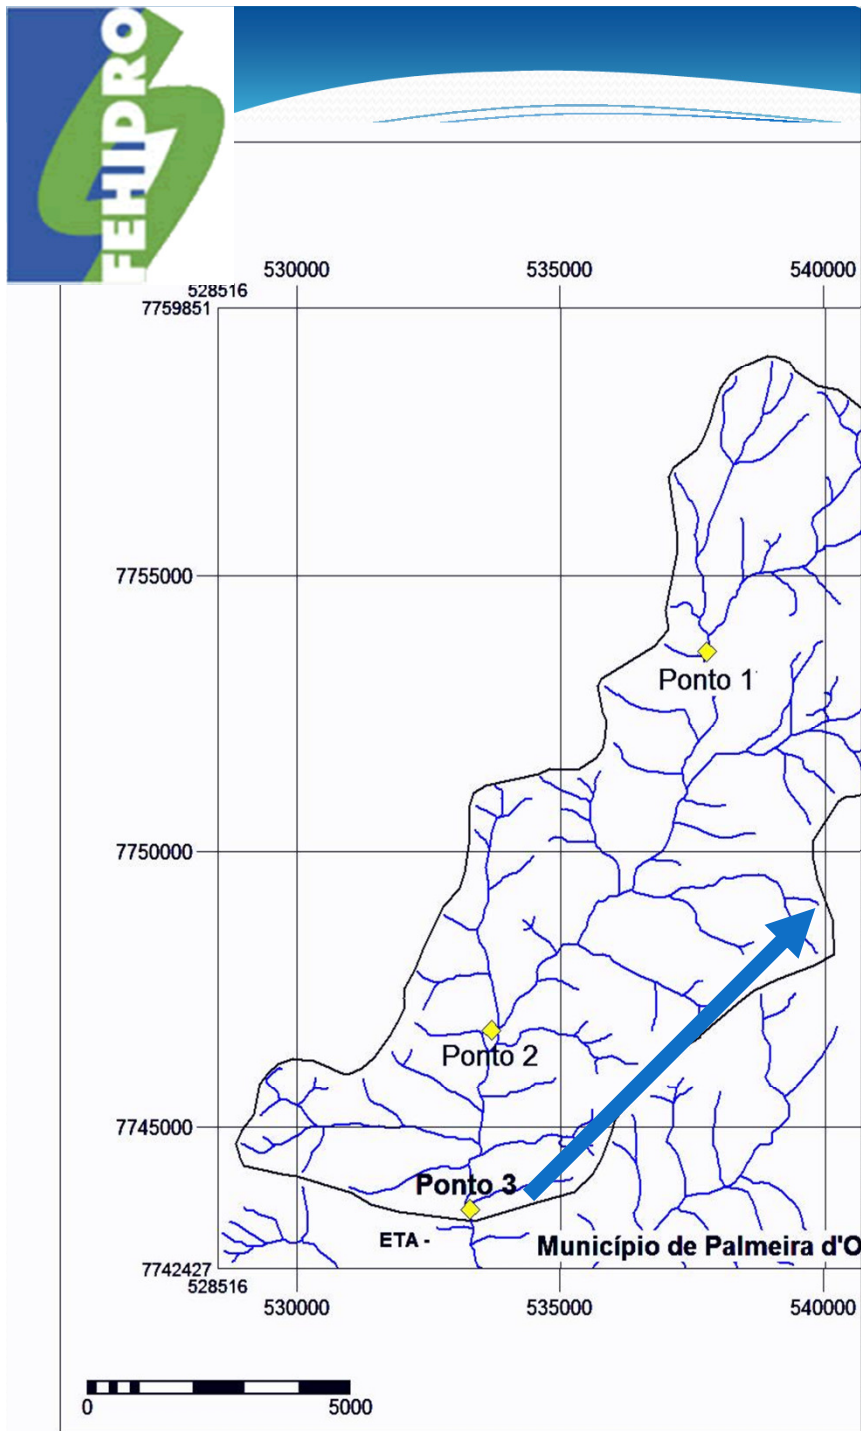 FEHIDRO
530000 535000 540000
528516
7759851
7755000
Ponto 1
7750000
Ponto 2
7745000
Ponto 3
ETA -
Município de Palmeira d'O
7742427
528516
530000 535000 540000
0 5000